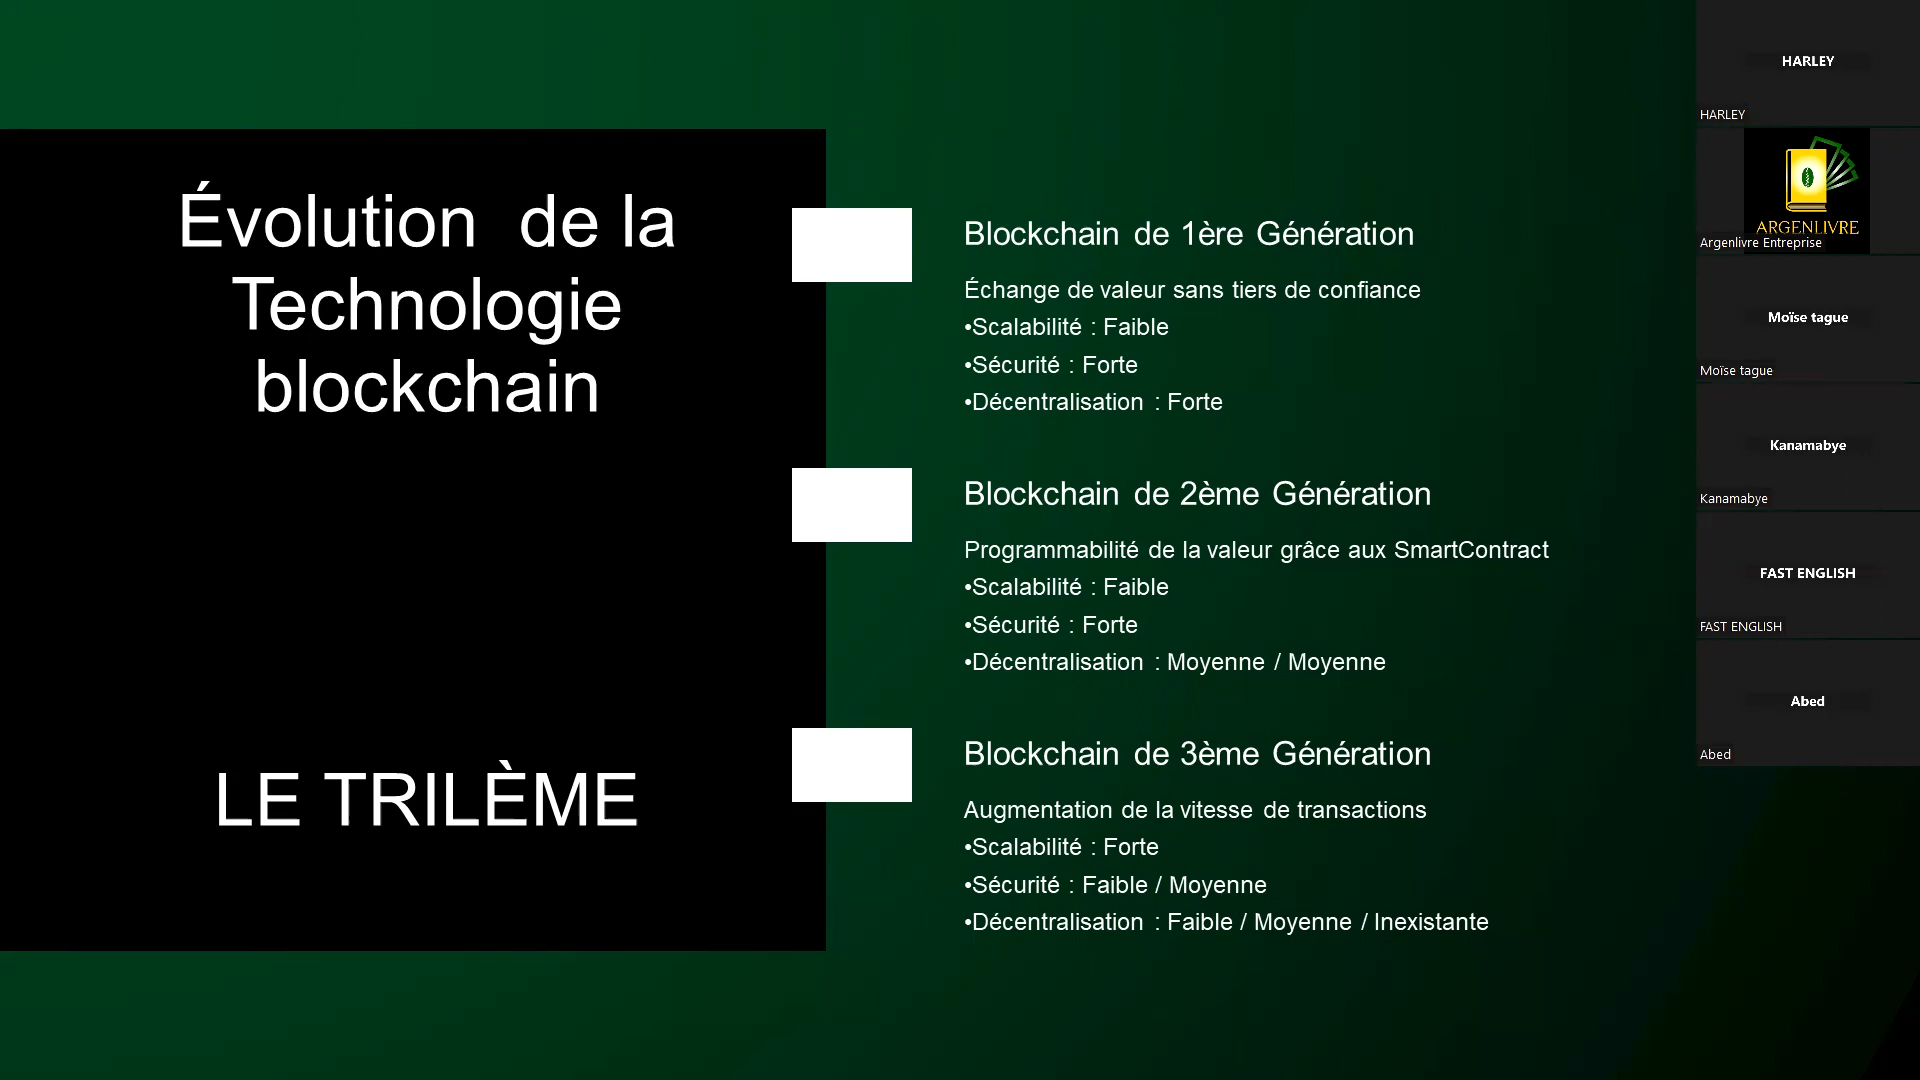 Évolution de la
Technologie
blockchain
LE TRILÈME
Blockchain de 1ère Génération
Échange de valeur sans tiers de confiance
•Scalabilité : Faible
•Sécurité : Forte
•Décentralisation : Forte
Blockchain de 2ème Génération
Programmabilité de la valeur grâce aux SmartContract
•Scalabilité : Faible
•Sécurité : Forte
•Décentralisation : Moyenne / Moyenne
Blockchain de 3ème Génération
Augmentation de la vitesse de transactions
•Scalabilité : Forte
•Sécurité : Faible / Moyenne
•Décentralisation : Faible / Moyenne / Inexistante
HARLEY
HARLEY
ARGENLIVRE
Argenlivre Entreprise
Moïse tague
Moïse tague
Kanamabye
Kanamabye
FAST ENGLISH
FAST ENGLISH
Abed
Abed